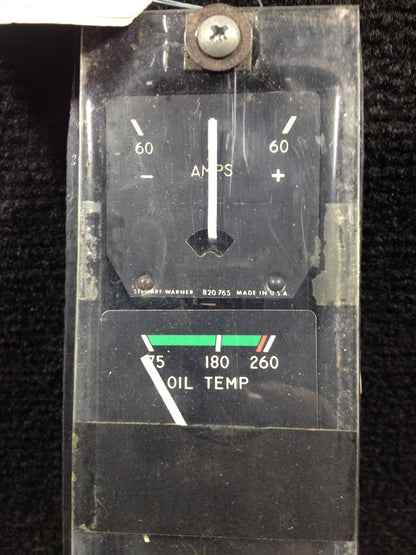 60 60
- AMPS +
STEWART-WARNER 820765 MADE IN U.S.A.
75 180 260
OIL TEMP